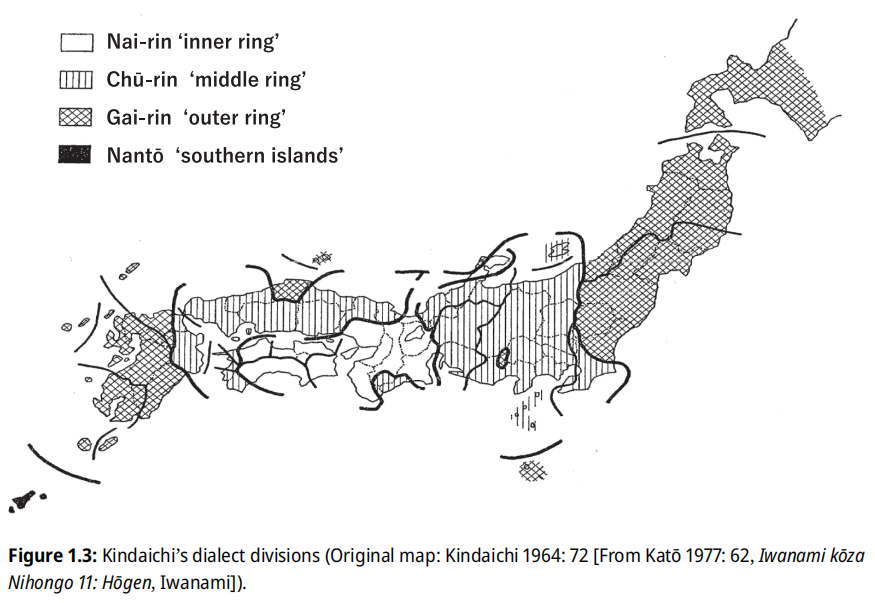 Nai-rin ‘inner ring’
Chū-rin ‘middle ring’
Gai-rin ‘outer ring’
Nantō ‘southern islands’
Figure 1.3: Kindaichi’s dialect divisions (Original map: Kindaichi 1964: 72 [From Katō 1977: 62, Iwanami kōza
Nihongo 11: Hōgen, Iwanami]).